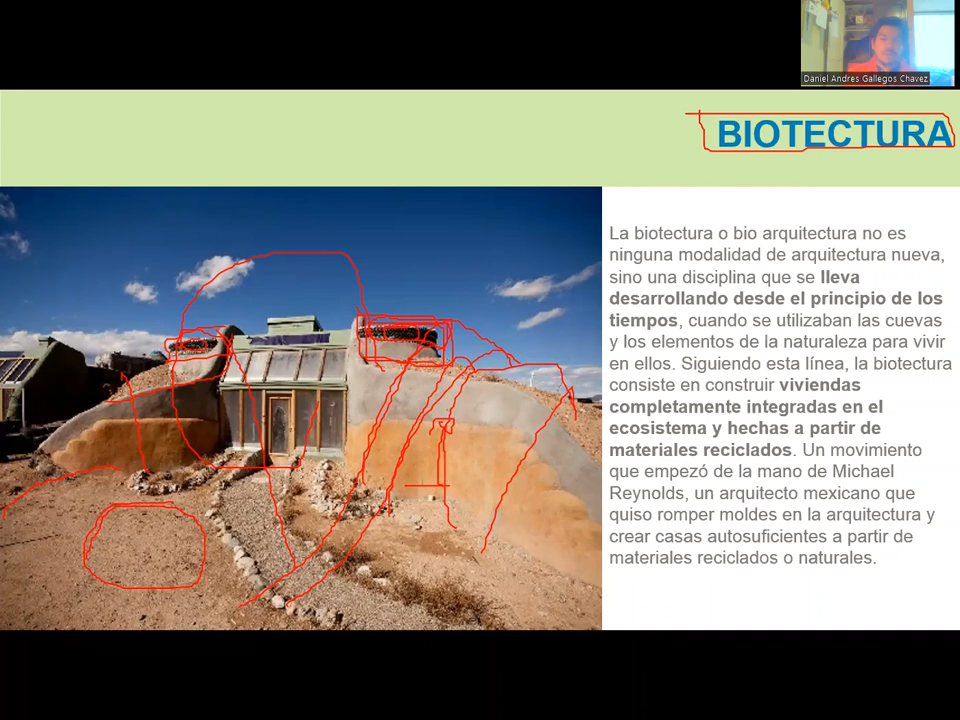 Daniel Andres Gallegos Chavez
BIOTECTURA
La biotectura o bio arquitectura no es
ninguna modalidad de arquitectura nueva,
sino una disciplina que se lleva
desarrollando desde el principio de los
tiempos, cuando se utilizaban las cuevas
y los elementos de la naturaleza para vivir
en ellos. Siguiendo esta línea, la biotectura
consiste en construir viviendas
completamente integradas en el
ecosistema y hechas a partir de
materiales reciclados. Un movimiento
que empezó de la mano de Michael
Reynolds, un arquitecto mexicano que
quiso romper moldes en la arquitectura y
crear casas autosuficientes a partir de
materiales reciclados o naturales.